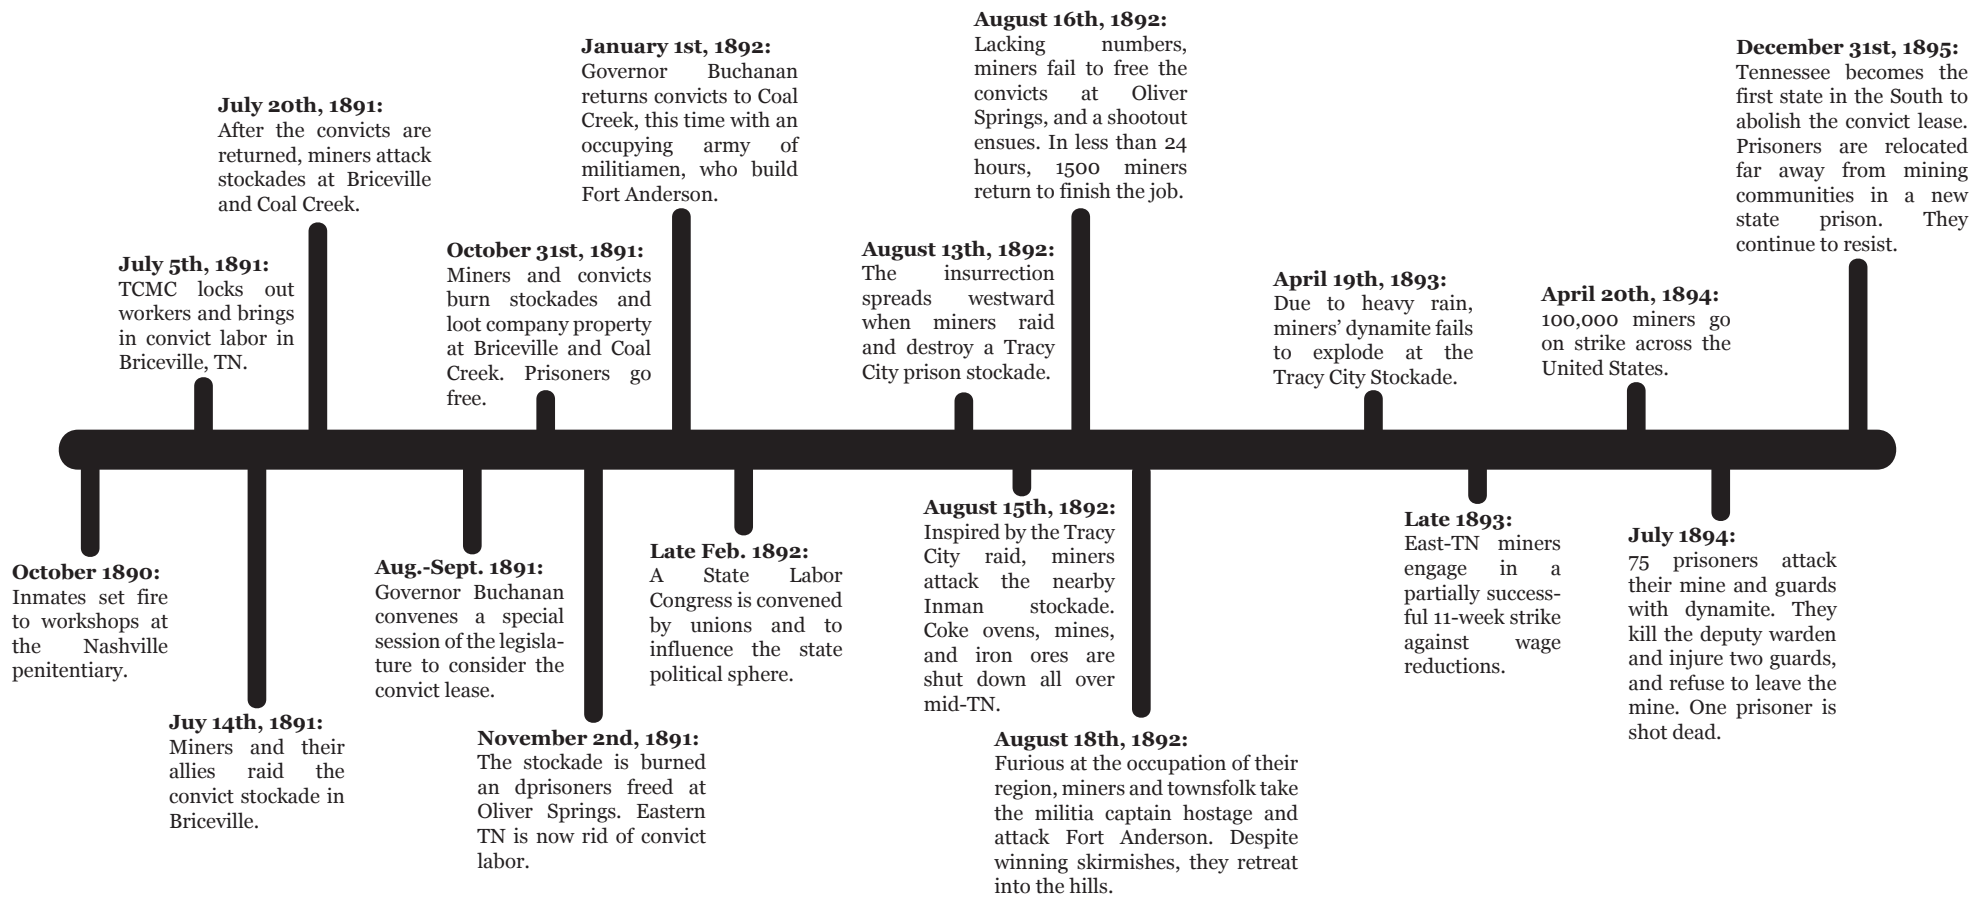 October 1890:
Inmates set fire
to workshops at
the Nashville
penitentiary.
July 5th, 1891:
TCMC locks out
workers and brings
in convict labor in
Briceville, TN.
Juy 14th, 1891:
Miners and their
allies raid the
convict stockade in
Briceville.
July 20th, 1891:
After the convicts are
returned, miners attack
stockades at Briceville
and Coal Creek.
Aug.-Sept. 1891:
Governor Buchanan
convenes a special
session of the legisla-
ture to consider the
convict lease.
October 31st, 1891:
Miners and convicts
burn stockades and
loot company property
at Briceville and Coal
Creek. Prisoners go
free.
November 2nd, 1891:
The stockade is burned
an dprisoners freed at
Oliver Springs. Eastern
TN is now rid of convict
labor.
January 1st, 1892:
Governor Buchanan
returns convicts to Coal
Creek, this time with an
occupying army of
militiamen, who build
Fort Anderson.
Late Feb. 1892:
A State Labor
Congress is convened
by unions and to
influence the state
political sphere.
August 13th, 1892:
The insurrection
spreads westward
when miners raid
and destroy a Tracy
City prison stockade.
August 15th, 1892:
Inspired by the Tracy
City raid, miners
attack the nearby
Inman stockade.
Coke ovens, mines,
and iron ores are
shut down all over
mid-TN.
August 16th, 1892:
Lacking numbers,
miners fail to free the
convicts at Oliver
Springs, and a shootout
ensues. In less than 24
hours, 1500 miners
return to finish the job.
August 18th, 1892:
Furious at the occupation of their
region, miners and townsfolk take
the militia captain hostage and
attack Fort Anderson. Despite
winning skirmishes, they retreat
into the hills.
April 19th, 1893:
Due to heavy rain,
miners’ dynamite fails
to explode at the
Tracy City Stockade.
Late 1893:
East-TN miners
engage in a
partially success-
ful 11-week strike
against wage
reductions.
April 20th, 1894:
100,000 miners go
on strike across the
United States.
July 1894:
75 prisoners attack
their mine and guards
with dynamite. They
kill the deputy warden
and injure two guards,
and refuse to leave the
mine. One prisoner is
shot dead.
December 31st, 1895:
Tennessee becomes the
first state in the South to
abolish the convict lease.
Prisoners are relocated
far away from mining
communities in a new
state prison. They
continue to resist.